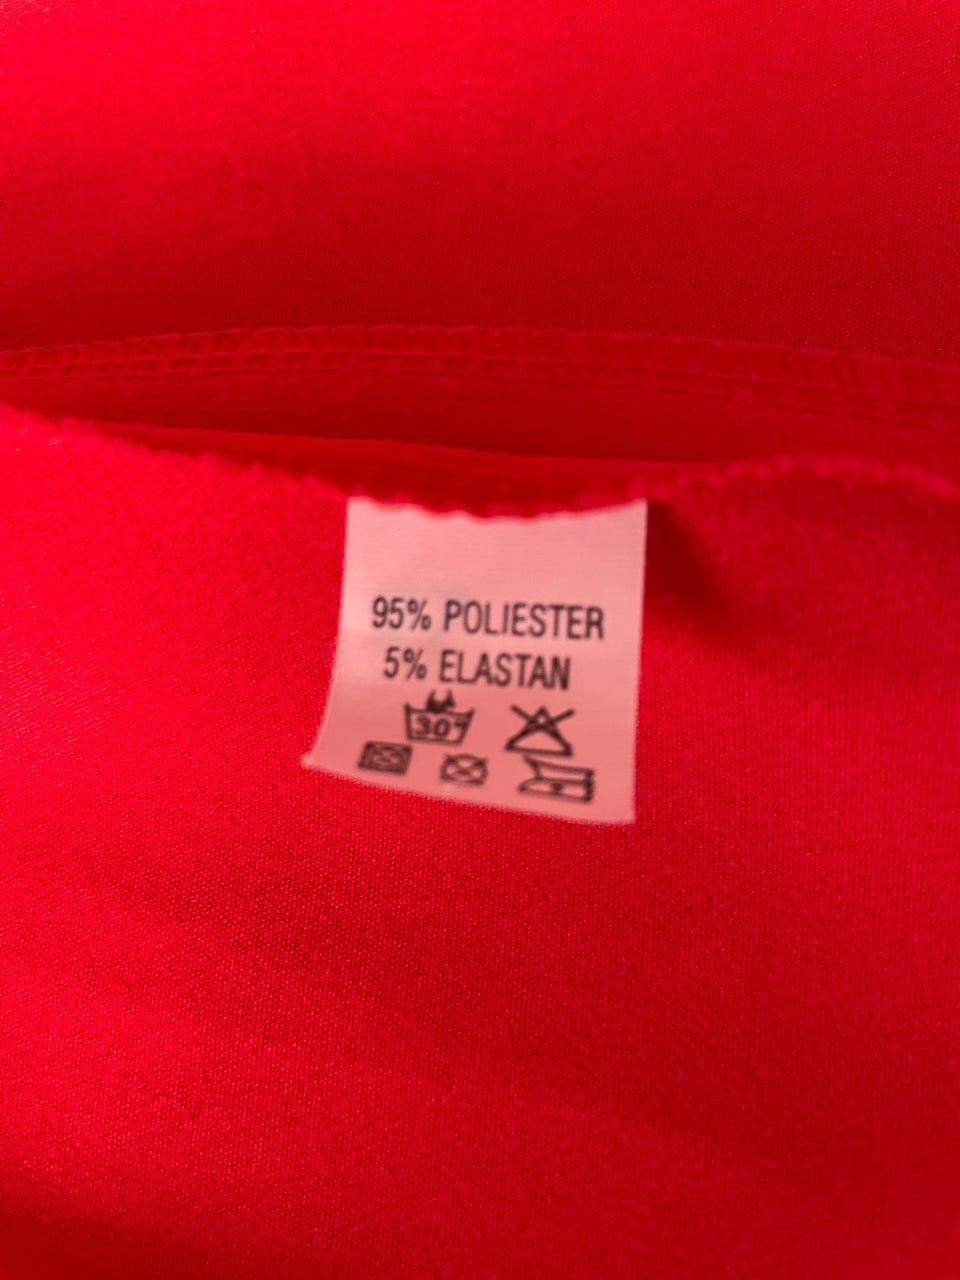 95% POLIESTER
5% ELASTAN
30°